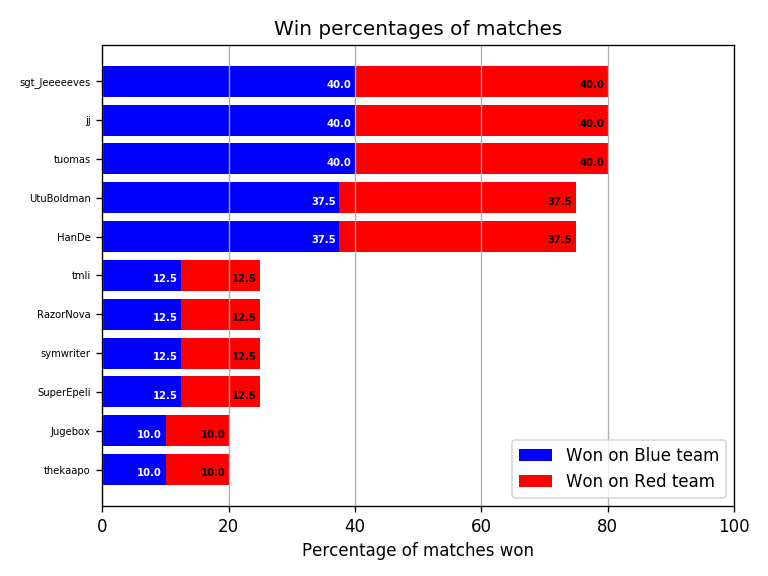 Win percentages of matches
sgt_Jeeeeeves 40.0 40.0
jj 40.0 40.0
tuomas 40.0 40.0
UtuBoldman 37.5 37.5
HanDe 37.5 37.5
tmli 12.5 12.5
RazorNova 12.5 12.5
symwriter 12.5 12.5
SuperEpeli 12.5 12.5
Jugebox 10.0 10.0
thekaapo 10.0 10.0
Won on Blue team
Won on Red team
0 20 40 60 80 100
Percentage of matches won